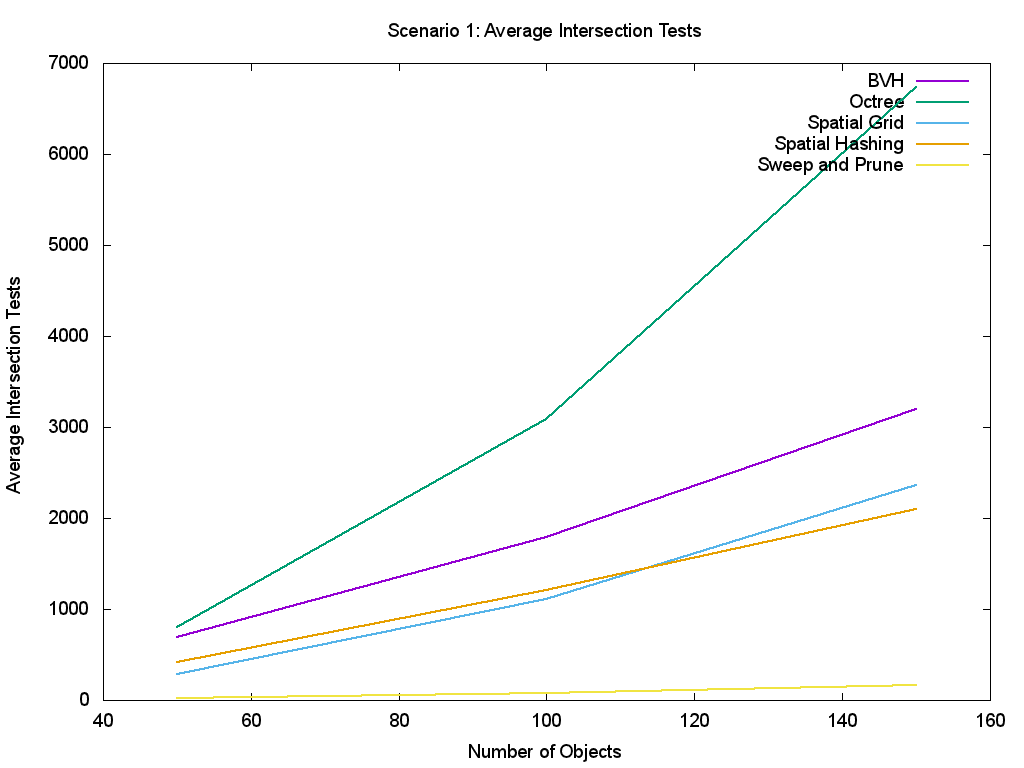 Scenario 1: Average Intersection Tests
7000
6000
5000
4000
3000
2000
1000
0
Average Intersection Tests
BVH
Octree
Spatial Grid
Spatial Hashing
Sweep and Prune
40 60 80 100 120 140 160
Number of Objects